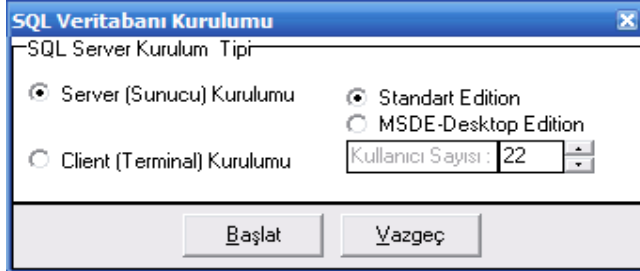 SQL Veritabanı Kurulumu
SQL Server Kurulum Tipi
Server (Sunucu) Kurulumu
Standart Edition
MSDE-Desktop Edition
Client (Terminal) Kurulumu
Kullanıcı Sayısı : 22
Başlat Vazgeç